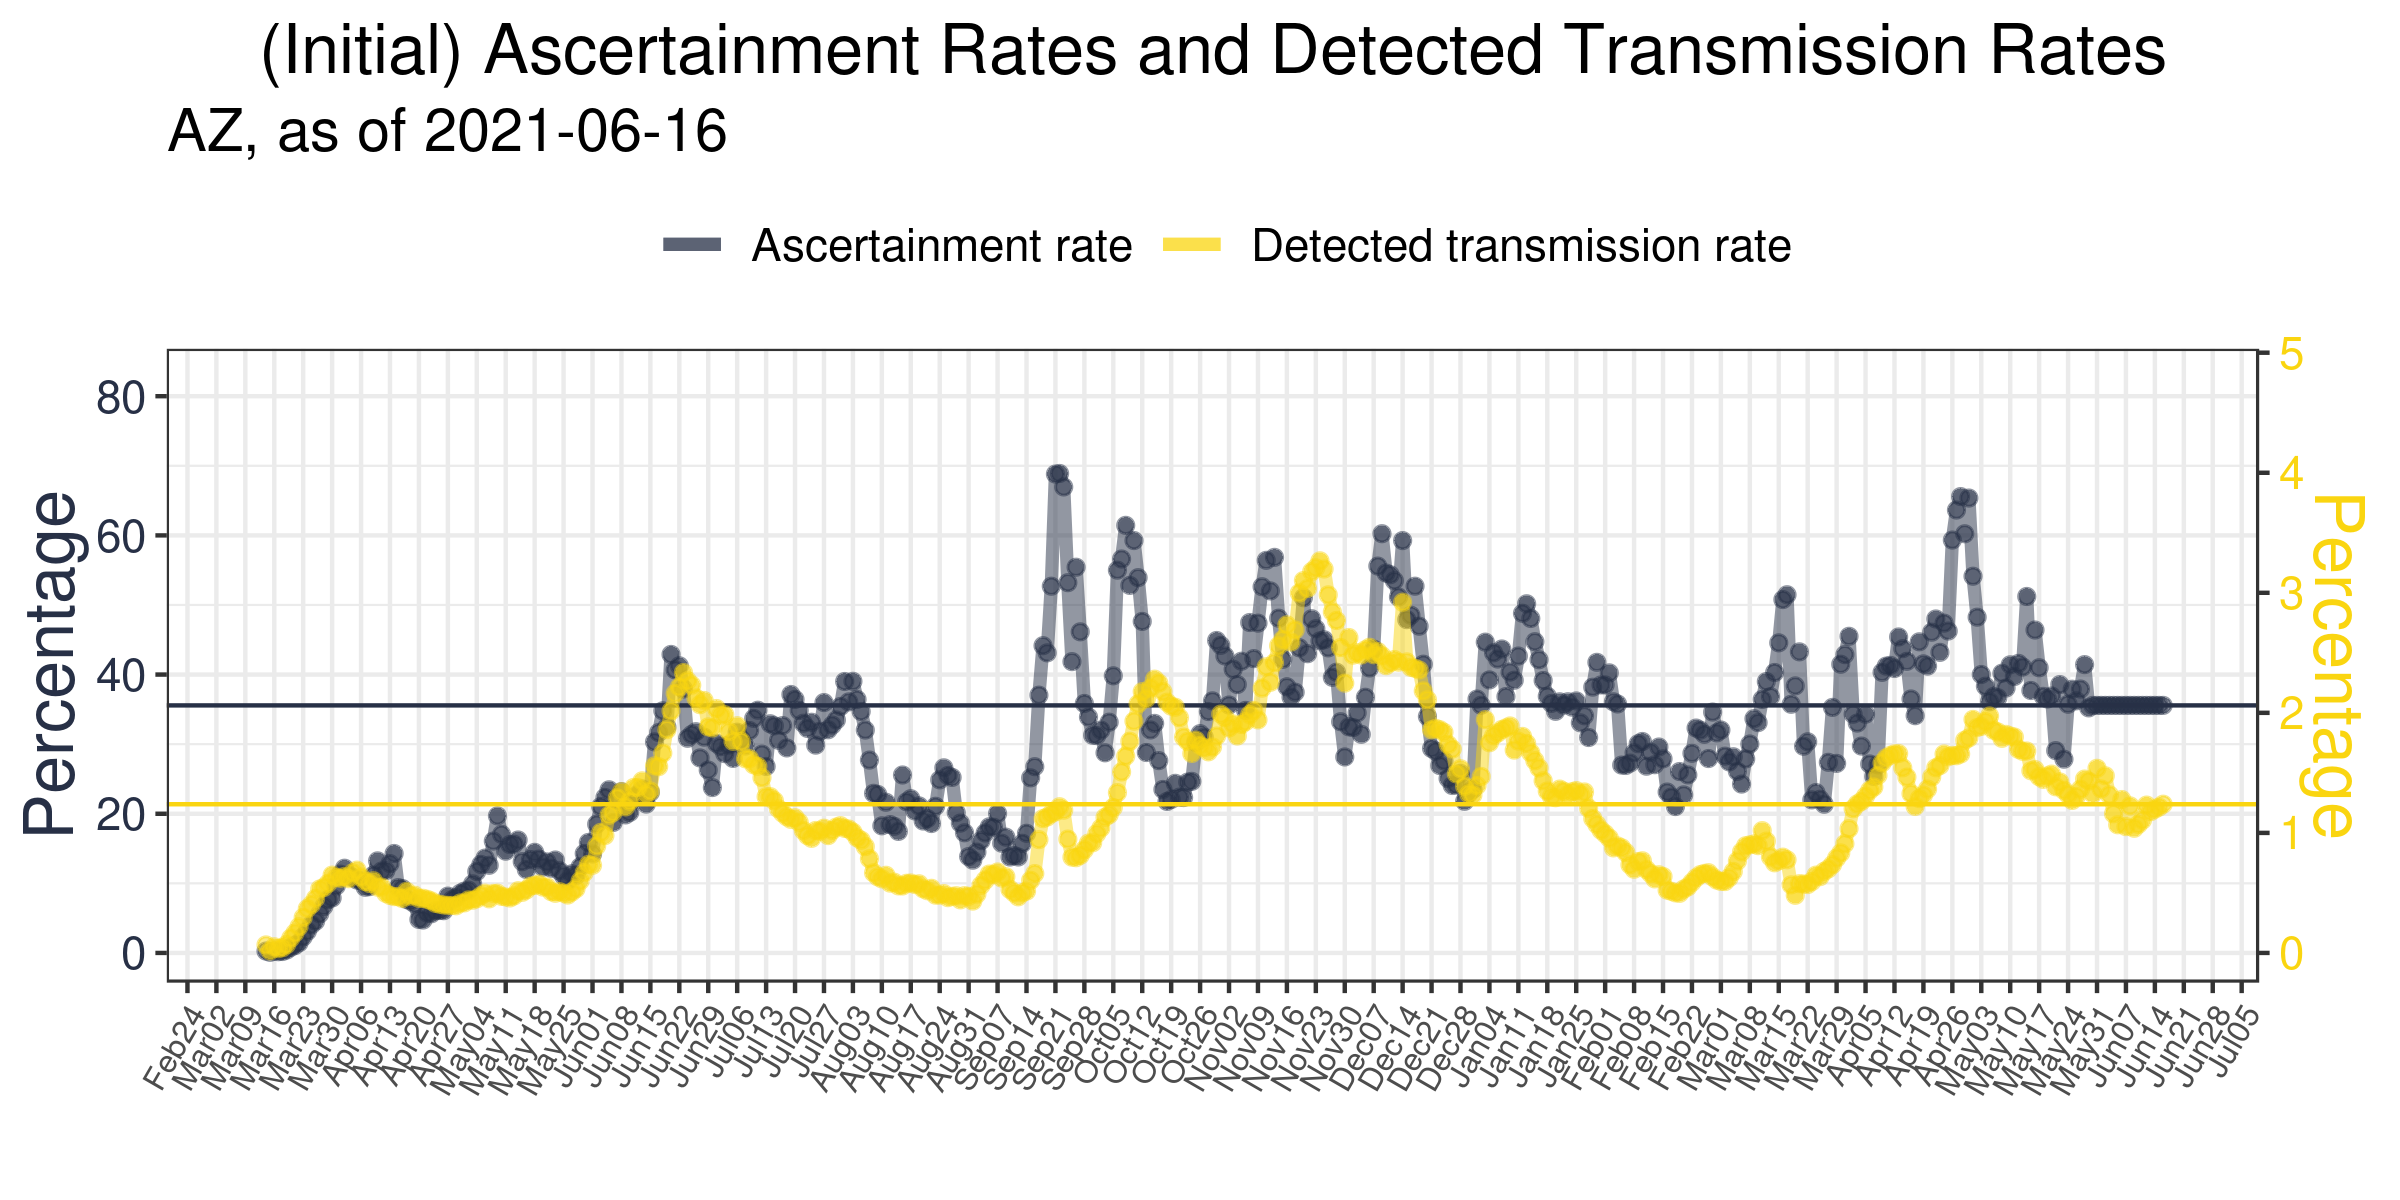 (Initial) Ascertainment Rates and Detected Transmission Rates
AZ, as of 2021-06-16
Ascertainment rate Detected transmission rate
Percentage
80
60
40
20
0
5
4
3
2
1
0
Percentage
Feb24 Mar02 Mar09 Mar16 Mar23 Mar30 Apr06 Apr13 Apr20 Apr27 May04 May11 May18 May25 Jun01 Jun08 Jun15 Jun22 Jun29 Jul06 Jul13 Jul20 Jul27 Aug03 Aug10 Aug17 Aug24 Aug31 Sep07 Sep14 Sep21 Sep28 Oct05 Oct12 Oct19 Oct26 Nov02 Nov09 Nov16 Nov23 Nov30 Dec07 Dec14 Dec21 Dec28 Jan04 Jan11 Jan18 Jan25 Feb01 Feb08 Feb15 Feb22 Mar01 Mar08 Mar15 Mar22 Mar29 Apr05 Apr12 Apr19 Apr26 May03 May10 May17 May24 May31 Jun07 Jun14 Jun21 Jun28 Jul05